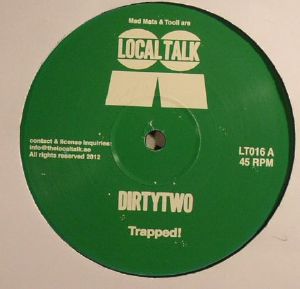 Mad Mats & Tooli are
LOCAL TALK
contact & license inquiries:
info@thelocaltalk.se
All rights reserved 2012
LT016 A
45 RPM
DIRTYTWO
Trapped!